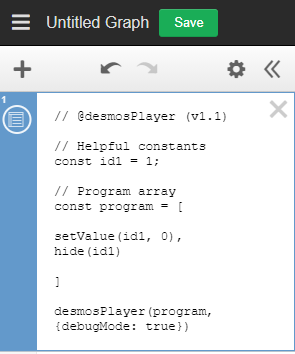 Untitled Graph Save
1
// @desmosPlayer (v1.1)
// Helpful constants
const id1 = 1;
// Program array
const program = [
setValue(id1, 0),
hide(id1)
]
desmosPlayer(program,
{debugMode: true})